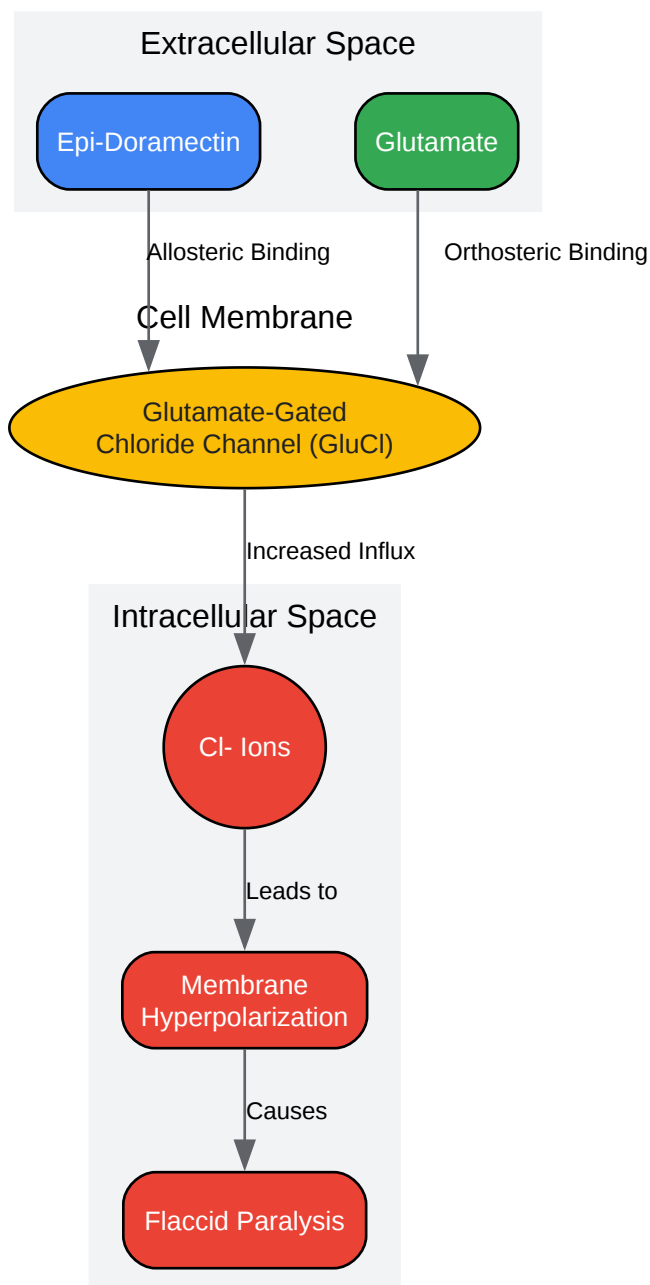 Extracellular Space
Epi-Doramectin
Glutamate
Allosteric Binding
Orthosteric Binding
Cell Membrane
Glutamate-Gated
Chloride Channel (GluCl)
Increased Influx
Intracellular Space
Cl- Ions
Leads to
Membrane
Hyperpolarization
Causes
Flaccid Paralysis